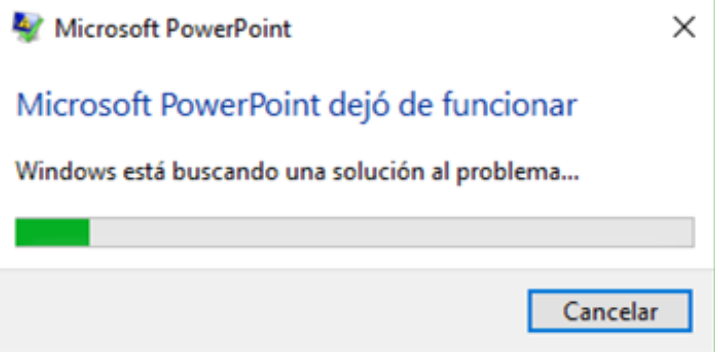 Microsoft PowerPoint
Microsoft PowerPoint dejó de funcionar
Windows está buscando una solución al problema...
Cancelar